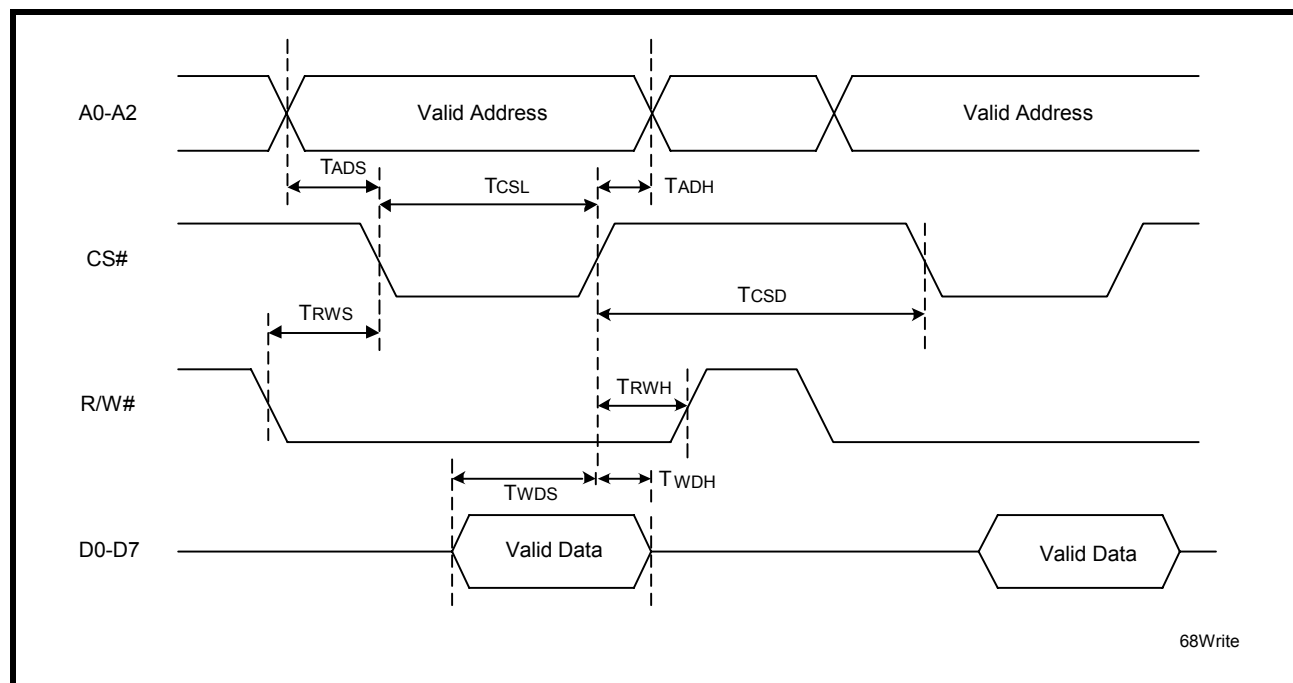 A0-A2
Valid Address
Valid Address
TADS
TCSL
TADH
CS#
TCSD
TRWS
R/W#
TRWH
TWDS
TWDH
D0-D7
Valid Data
Valid Data
68Write